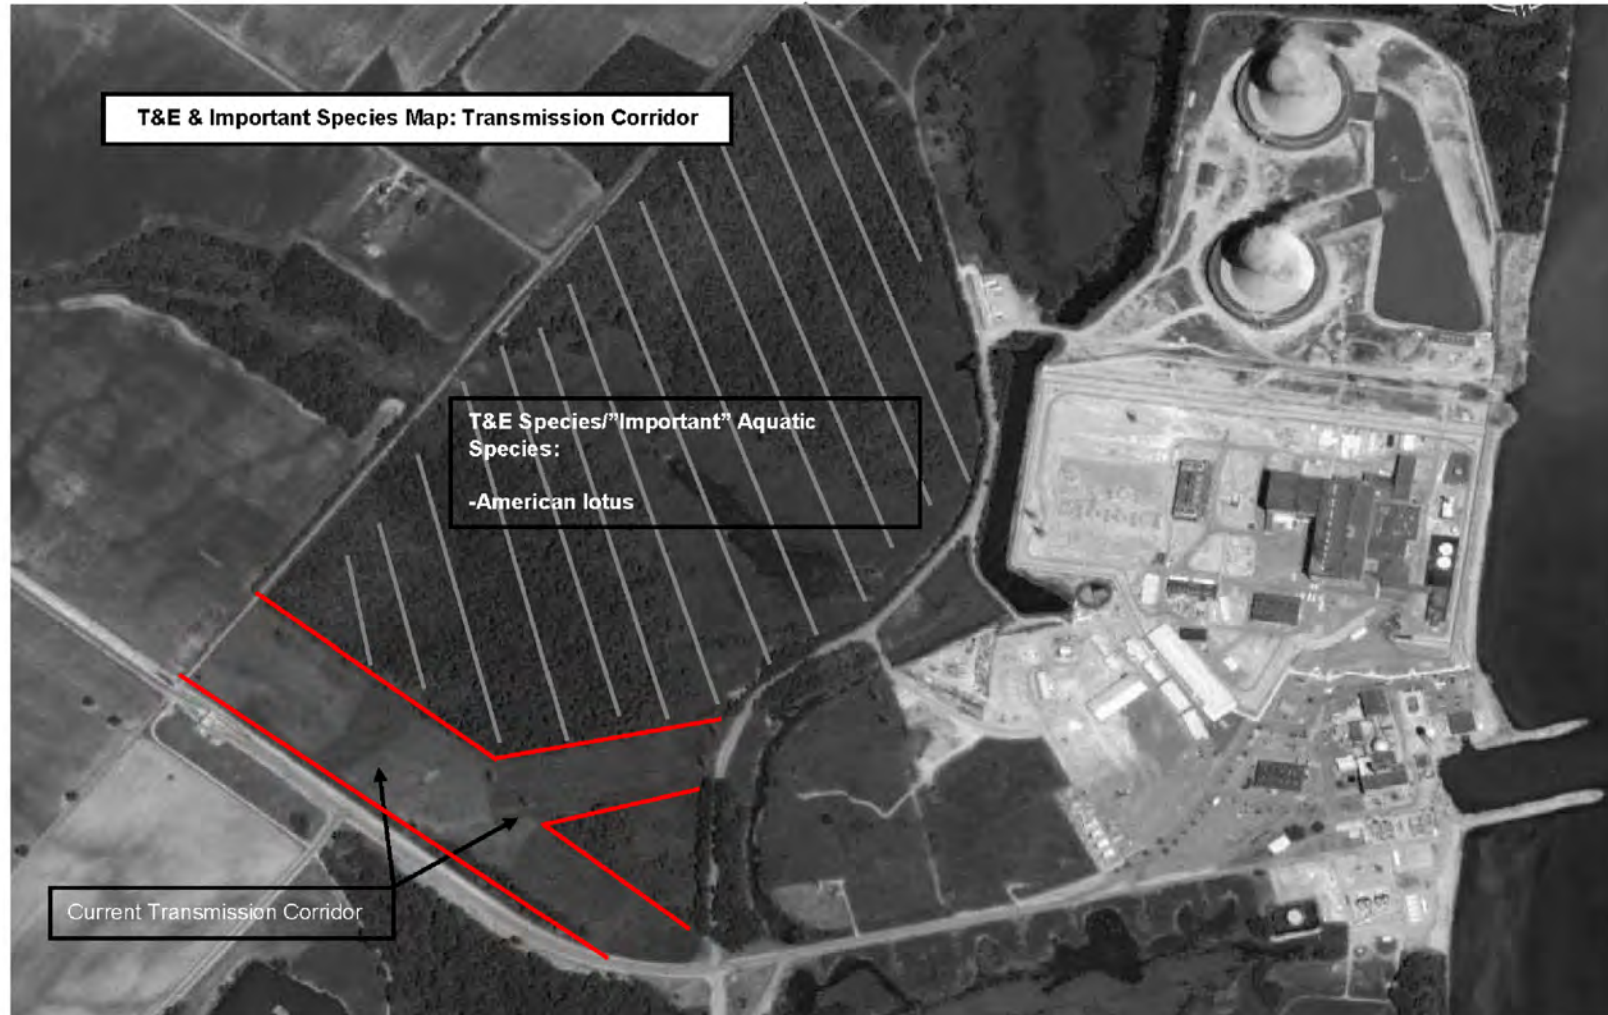 T&E & Important Species Map: Transmission Corridor
T&E Species/"Important" Aquatic
Species:
-American lotus
Current Transmission Corridor